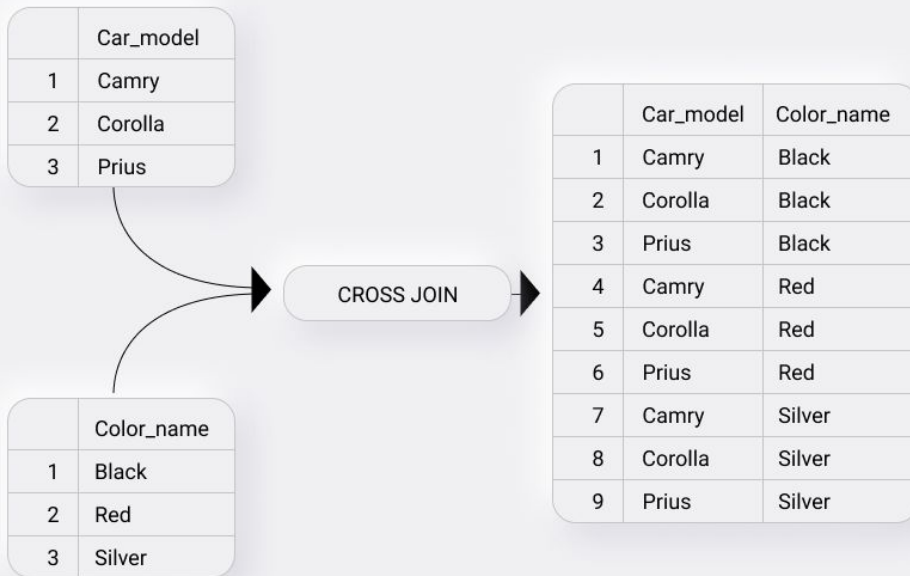 Car_model
1 Camry
2 Corolla
3 Prius
Color_name
1 Black
2 Red
3 Silver
CROSS JOIN
Car_model Color_name
1 Camry Black
2 Corolla Black
3 Prius Black
4 Camry Red
5 Corolla Red
6 Prius Red
7 Camry Silver
8 Corolla Silver
9 Prius Silver